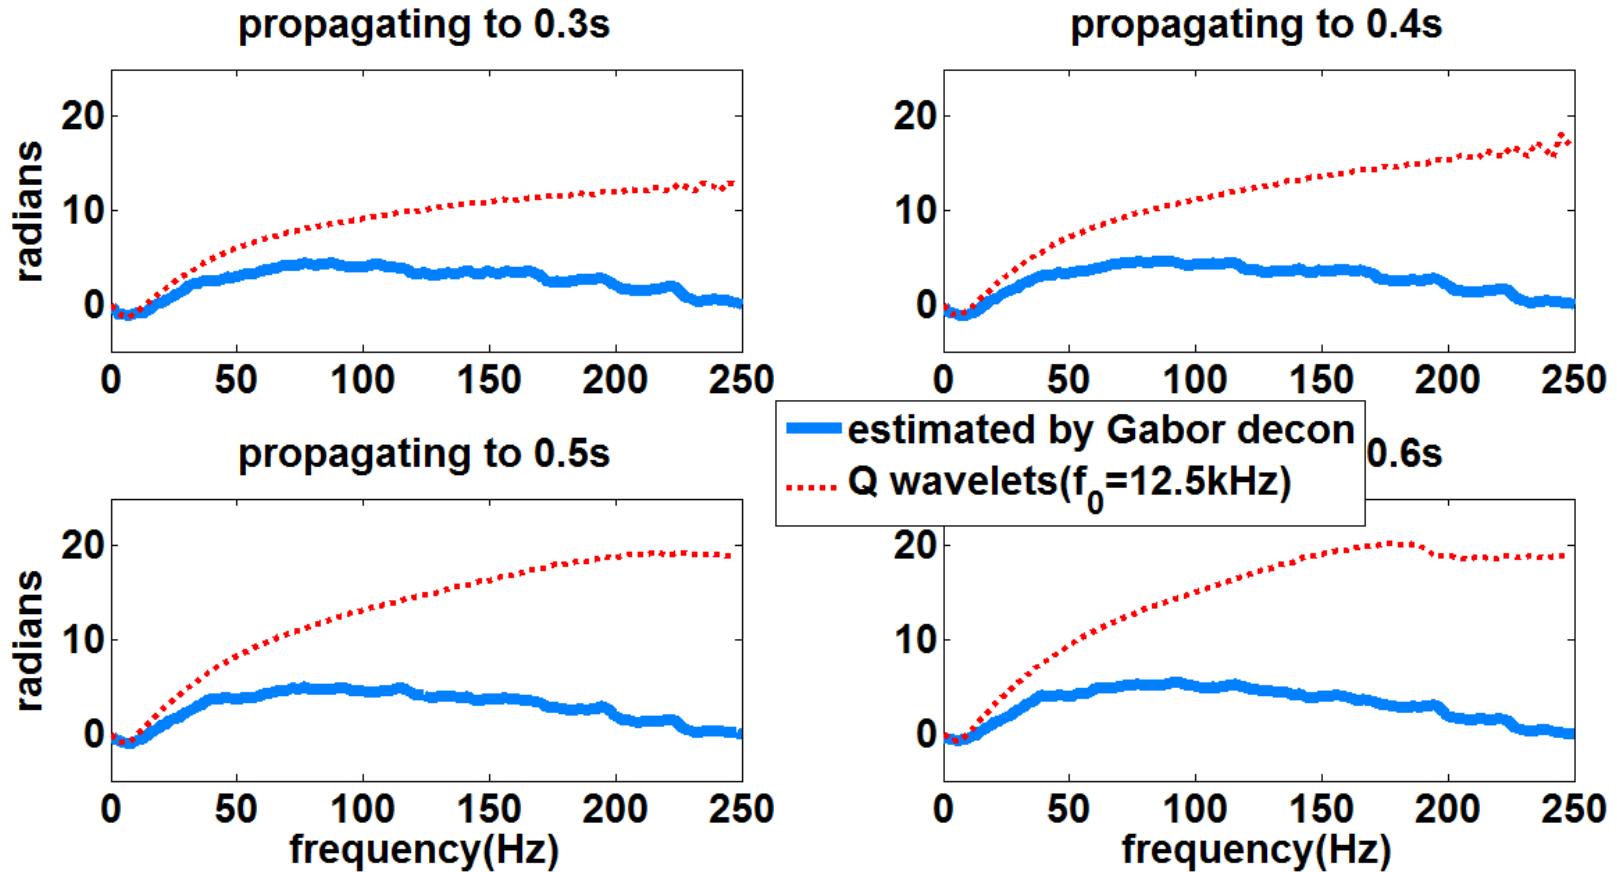 propagating to 0.3s
propagating to 0.4s
radians
20
10
0
0 50 100 150 200 250
20
10
0
0 50 100 150 200 250
estimated by Gabor decon
Q wavelets(f0=12.5kHz)
propagating to 0.5s
0.6s
radians
20
10
0
0 50 100 150 200 250
frequency(Hz)
20
10
0
0 50 100 150 200 250
frequency(Hz)